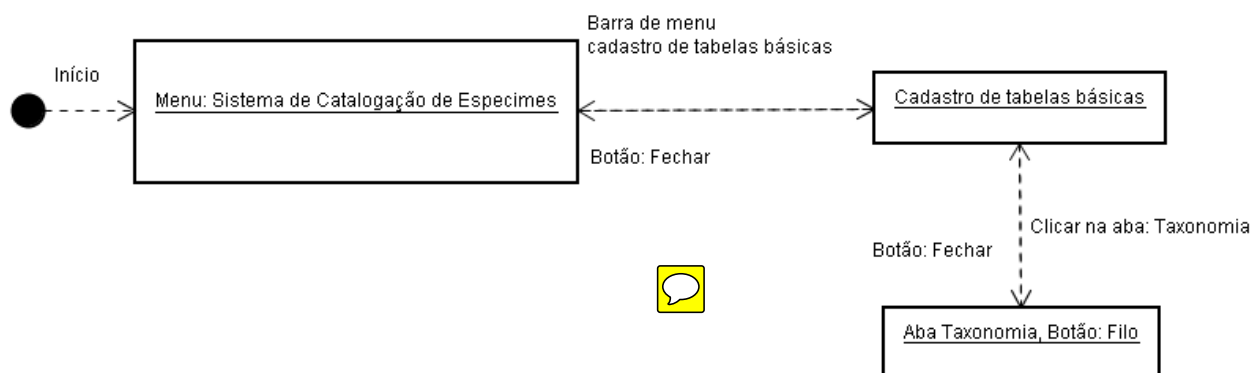 Barra de menu
cadastro de tabelas básicas
Início
Menu: Sistema de Catalogação de Especimes
Cadastro de tabelas básicas
Botão: Fechar
Clicar na aba: Taxonomia
Botão: Fechar
Aba Taxonomia, Botão: Filo